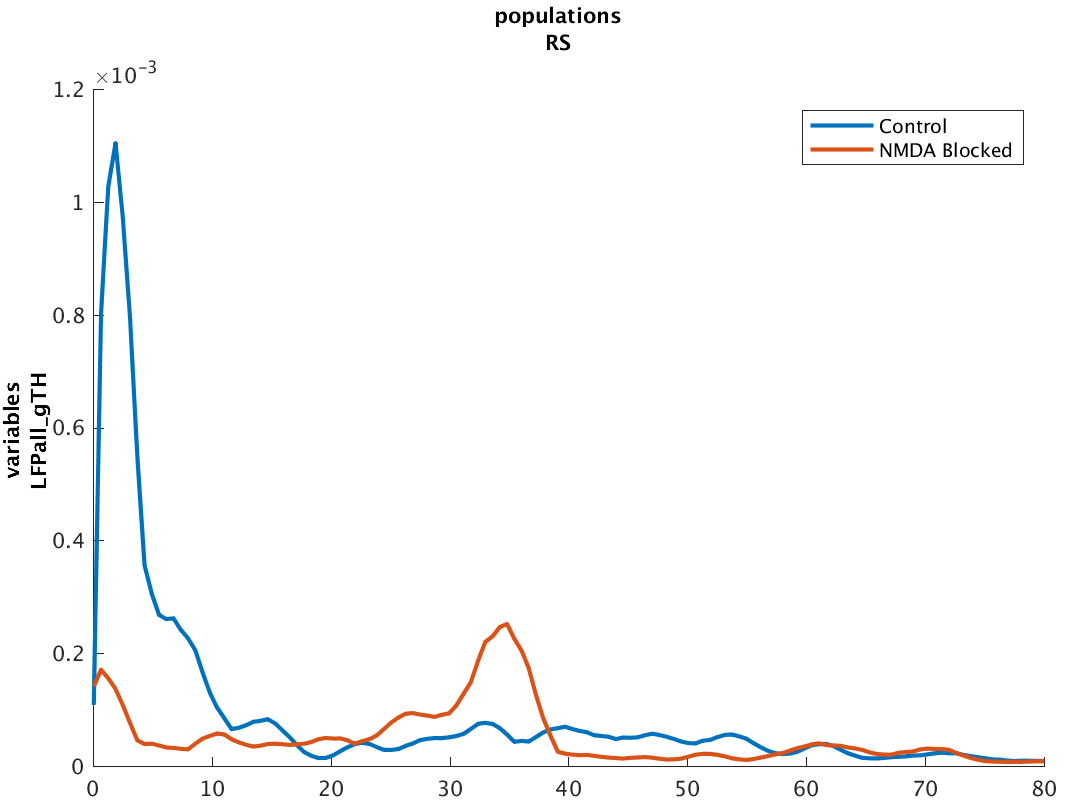 populations
RS
×10⁻³
1.2
1
0.8
0.6
0.4
0.2
0
variables
LFPall_gTH
Control
NMDA Blocked
0 10 20 30 40 50 60 70 80